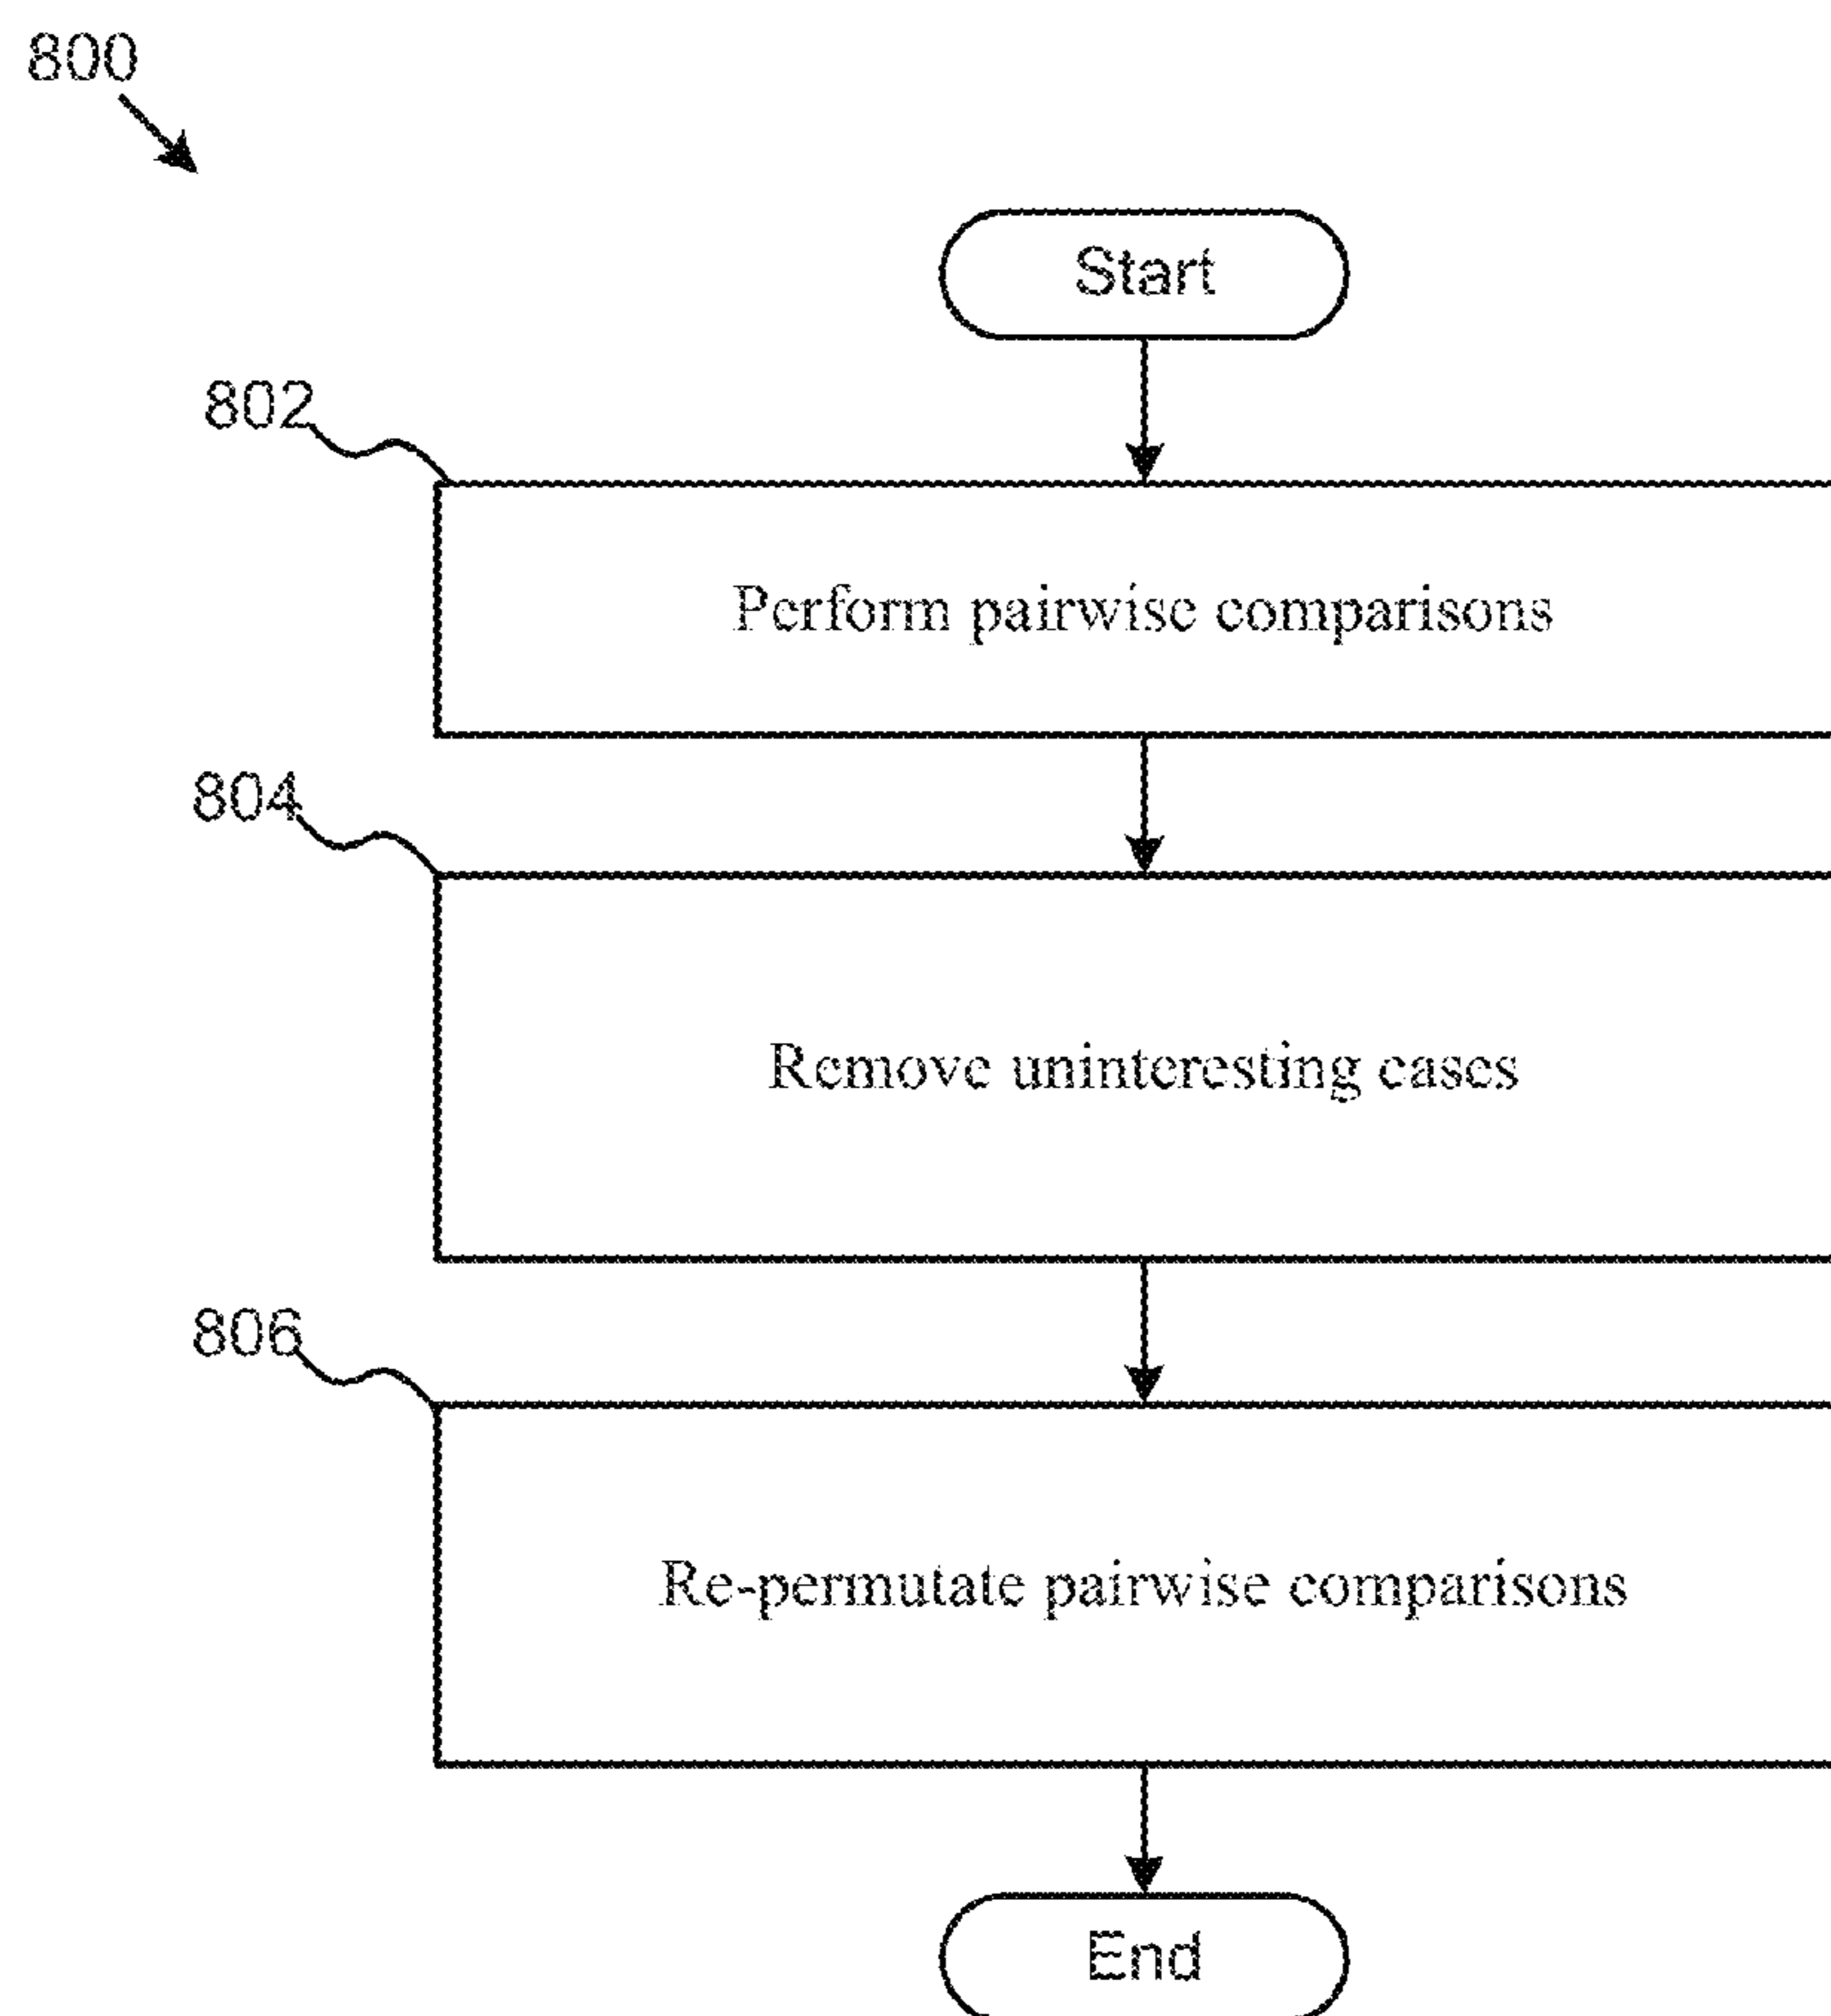 800
Start
802
Perform pairwise comparisons
804
Remove uninteresting cases
806
Re-permutate pairwise comparisons
End